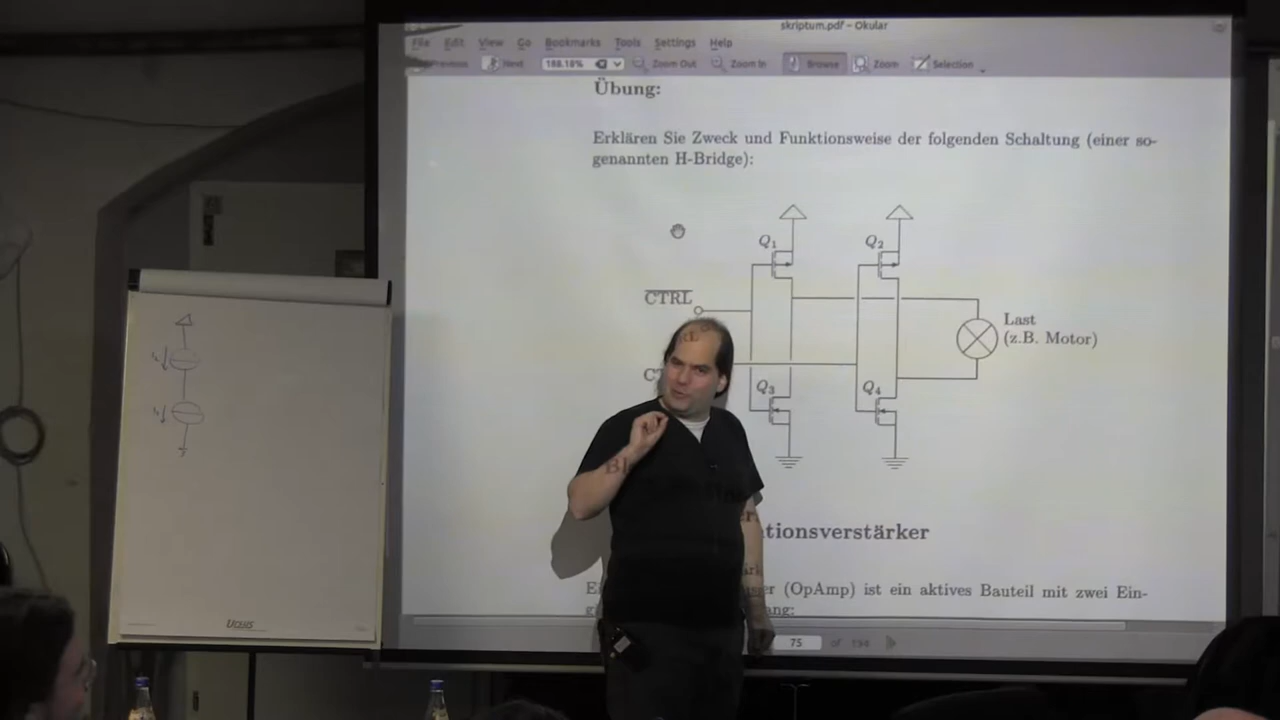 skriptum.pdf – Okular
File Edit View Go Bookmarks Tools Settings Help
Previous Next 188.18% Zoom Out Zoom In Browse Zoom Selection
Übung:
Erklären Sie Zweck und Funktionsweise der folgenden Schaltung (einer so-
genannten H-Bridge):
Q1 Q2
CTRL
Last
(z.B. Motor)
Q3 Q4
tionsverstärker
(OpAmp) ist ein aktives Bauteil mit zwei Ein-
75 of 194